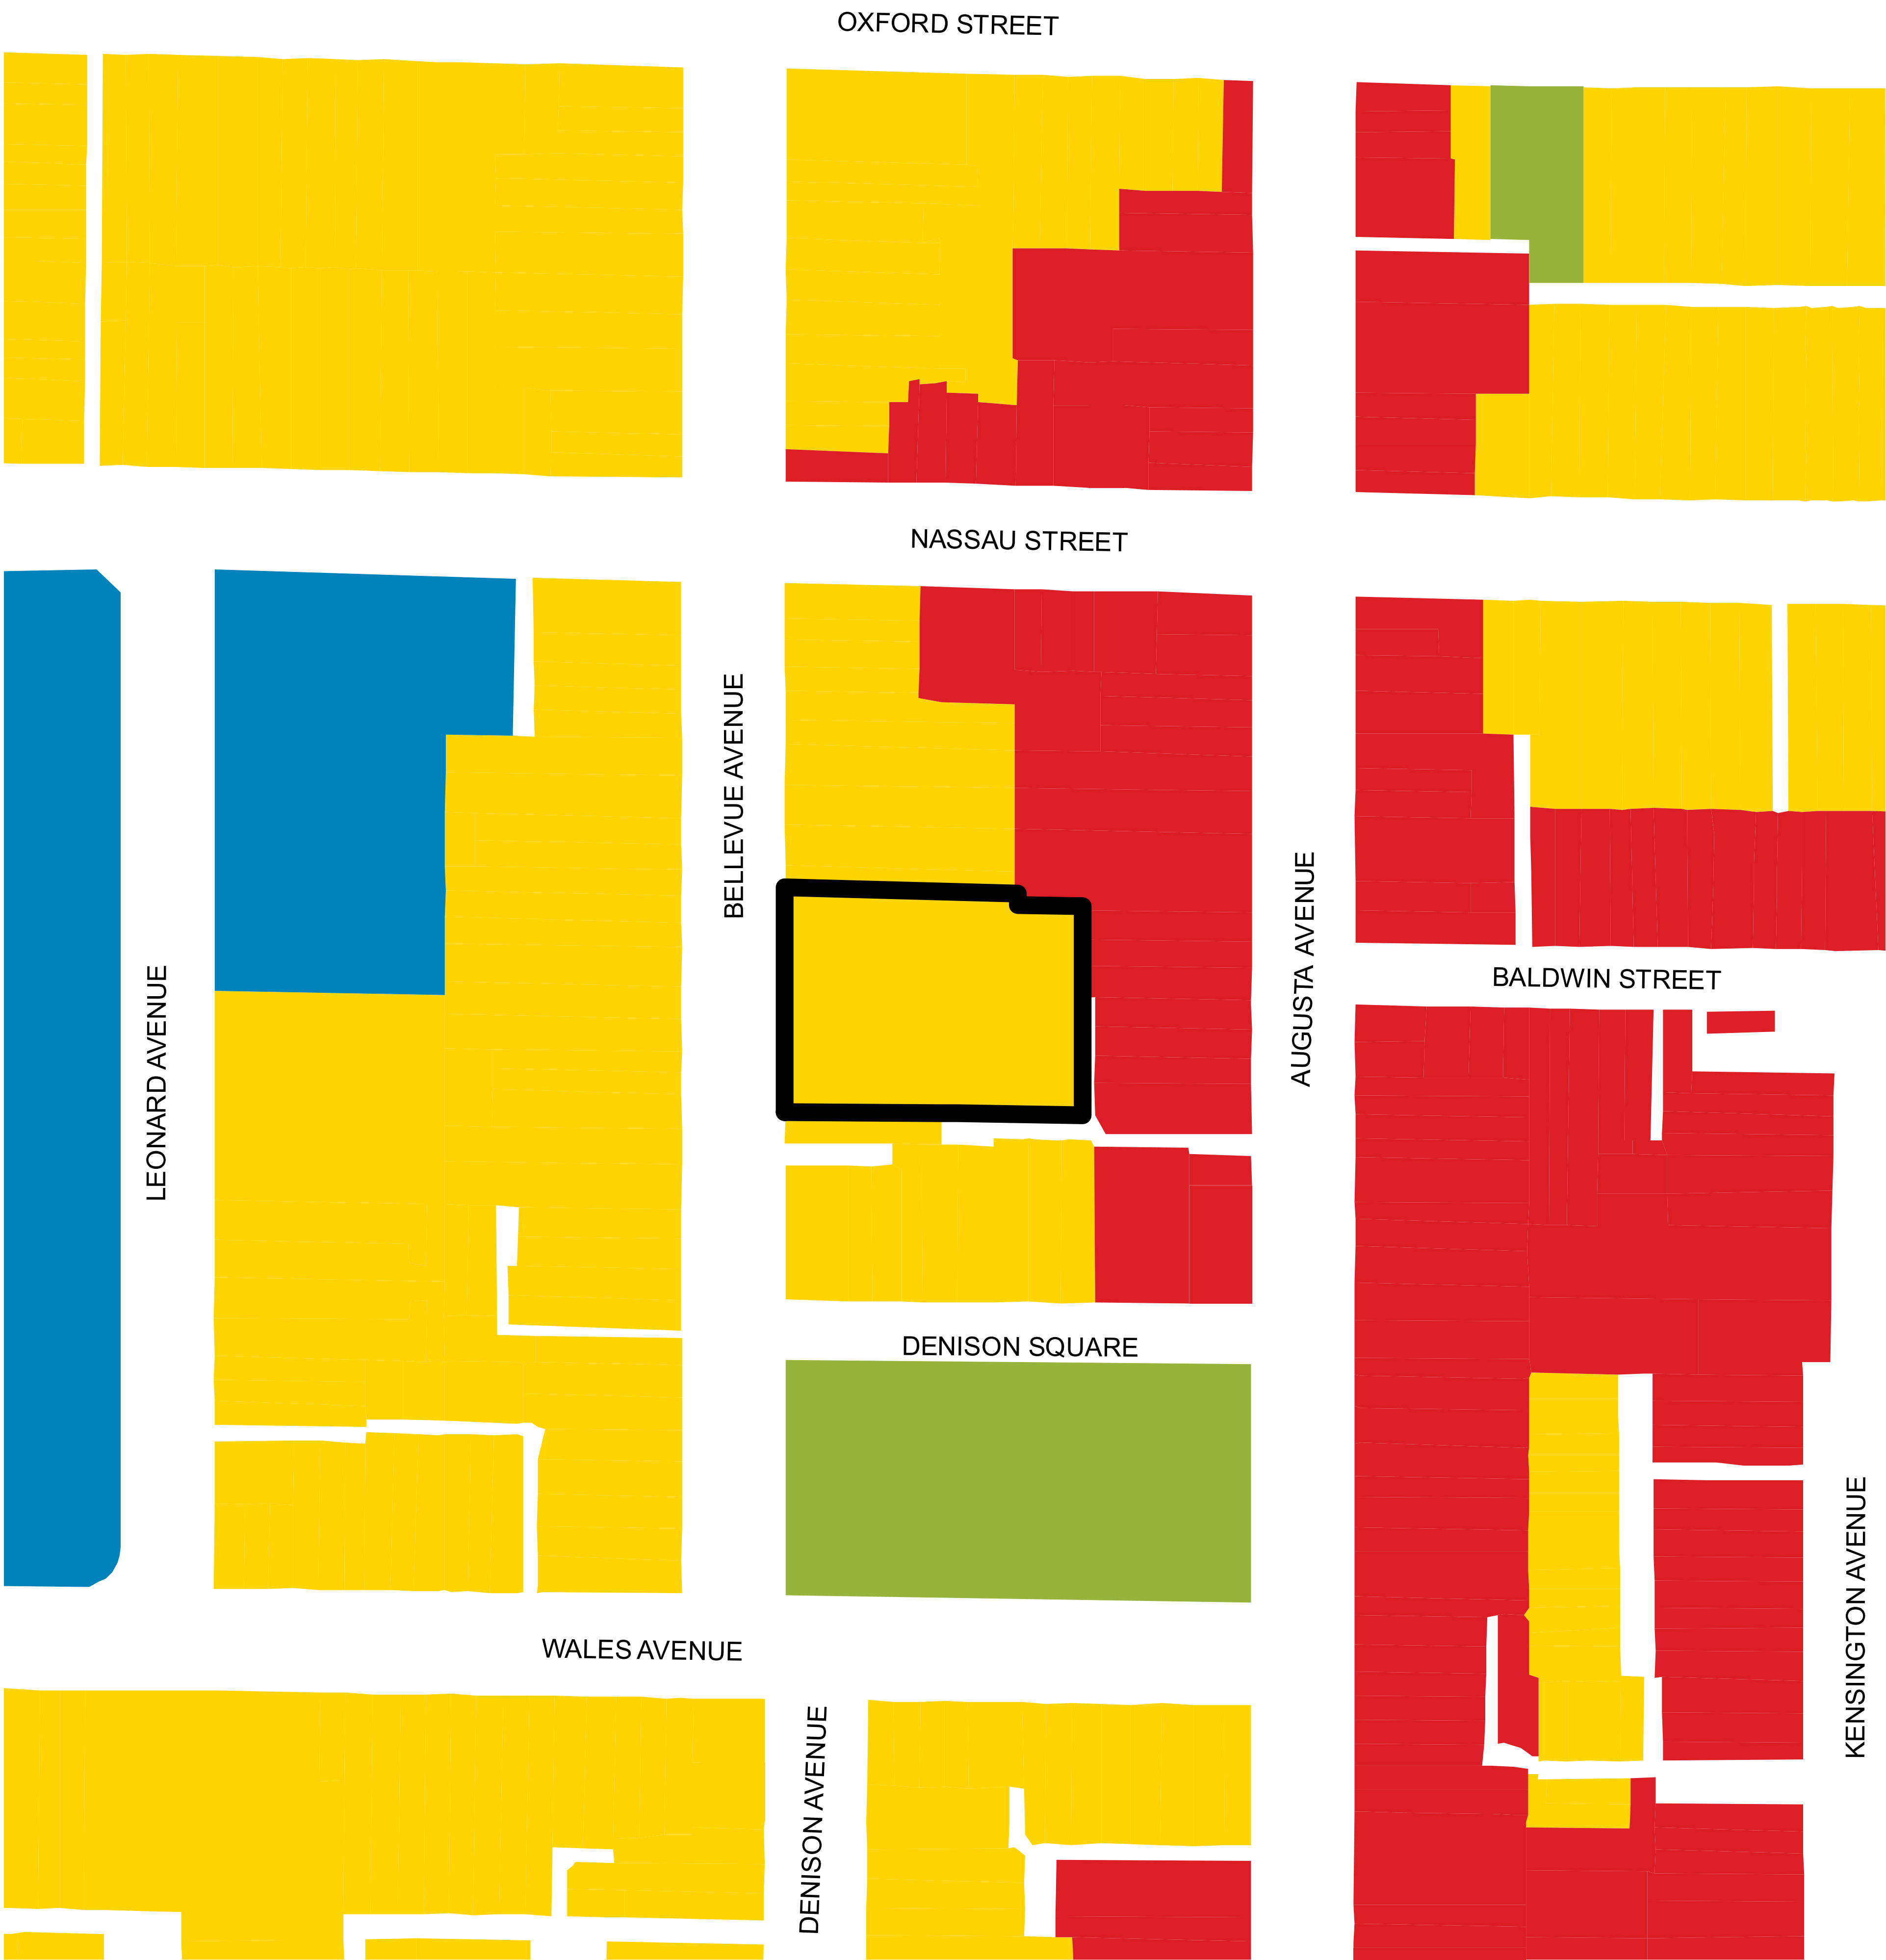 OXFORD STREET
NASSAU STREET
BELLEVUE AVENUE
AUGUSTA AVENUE
LEONARD AVENUE
BALDWIN STREET
DENISON SQUARE
KENSINGTON AVENUE
WALES AVENUE
DENISON AVENUE